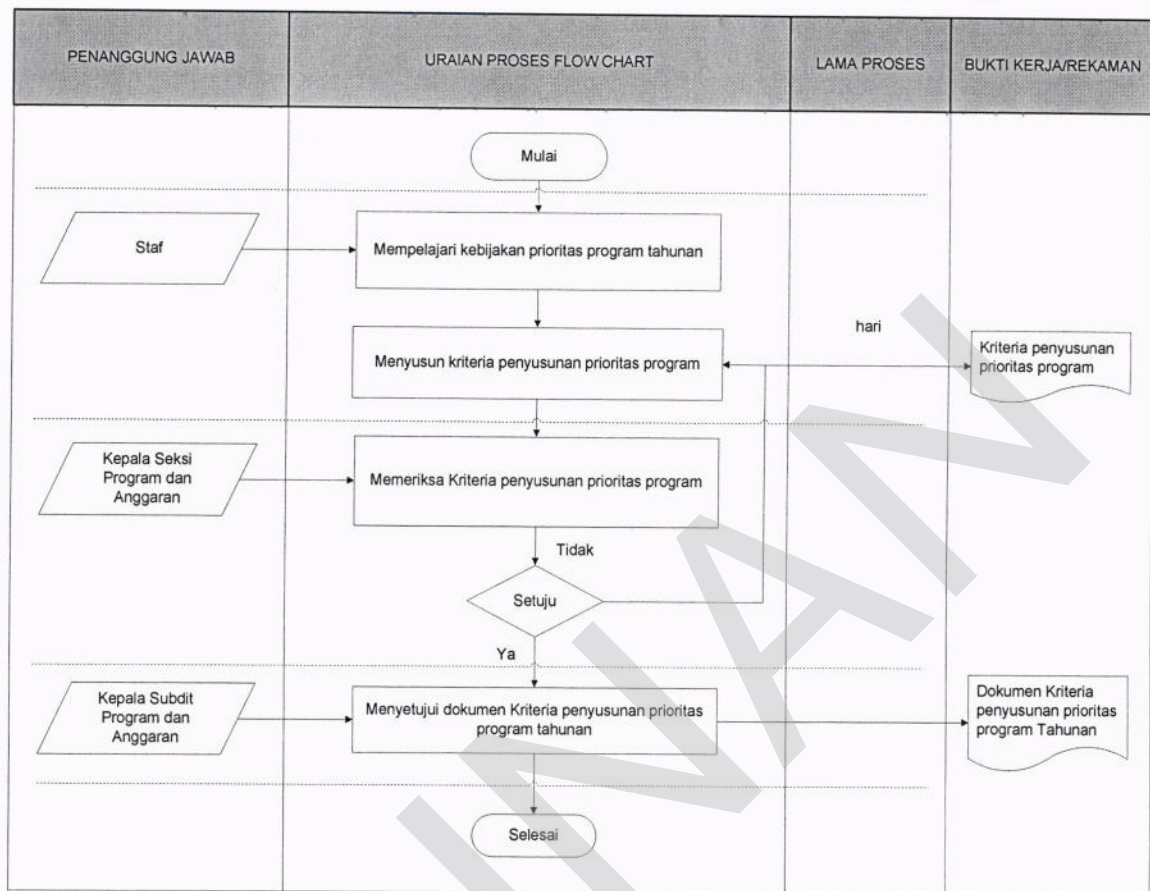 PENANGGUNG JAWAB
URAIAN PROSES FLOW CHART
LAMA PROSES
BUKTI KERJA/REKAMAN
Mulai
Staf
Mempelajari kebijakan prioritas program tahunan
hari
Menyusun kriteria penyusunan prioritas program
Kriteria penyusunan
prioritas program
Kepala Seksi
Program dan
Anggaran
Memeriksa Kriteria penyusunan prioritas program
Tidak
Setuju
Ya
Kepala Subdit
Program dan
Anggaran
Menyetujui dokumen Kriteria penyusunan prioritas
program tahunan
Dokumen Kriteria
penyusunan prioritas
program Tahunan
Selesai
INAN